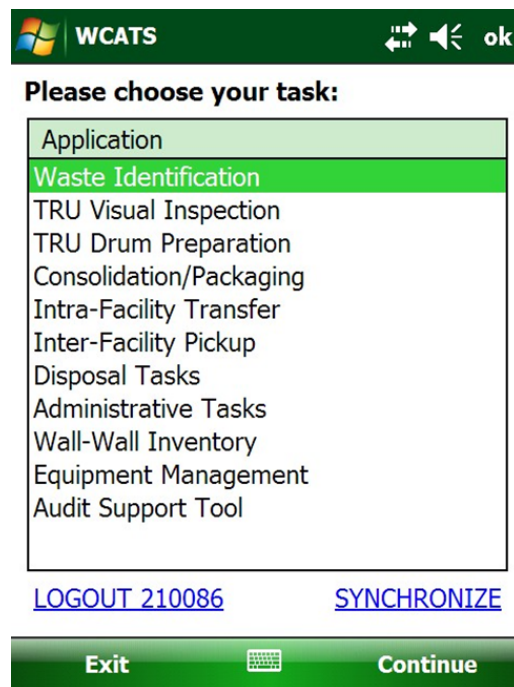 WCATS ok
Please choose your task:
Application
Waste Identification
TRU Visual Inspection
TRU Drum Preparation
Consolidation/Packaging
Intra-Facility Transfer
Inter-Facility Pickup
Disposal Tasks
Administrative Tasks
Wall-Wall Inventory
Equipment Management
Audit Support Tool
LOGOUT 210086 SYNCHRONIZE
Exit Continue